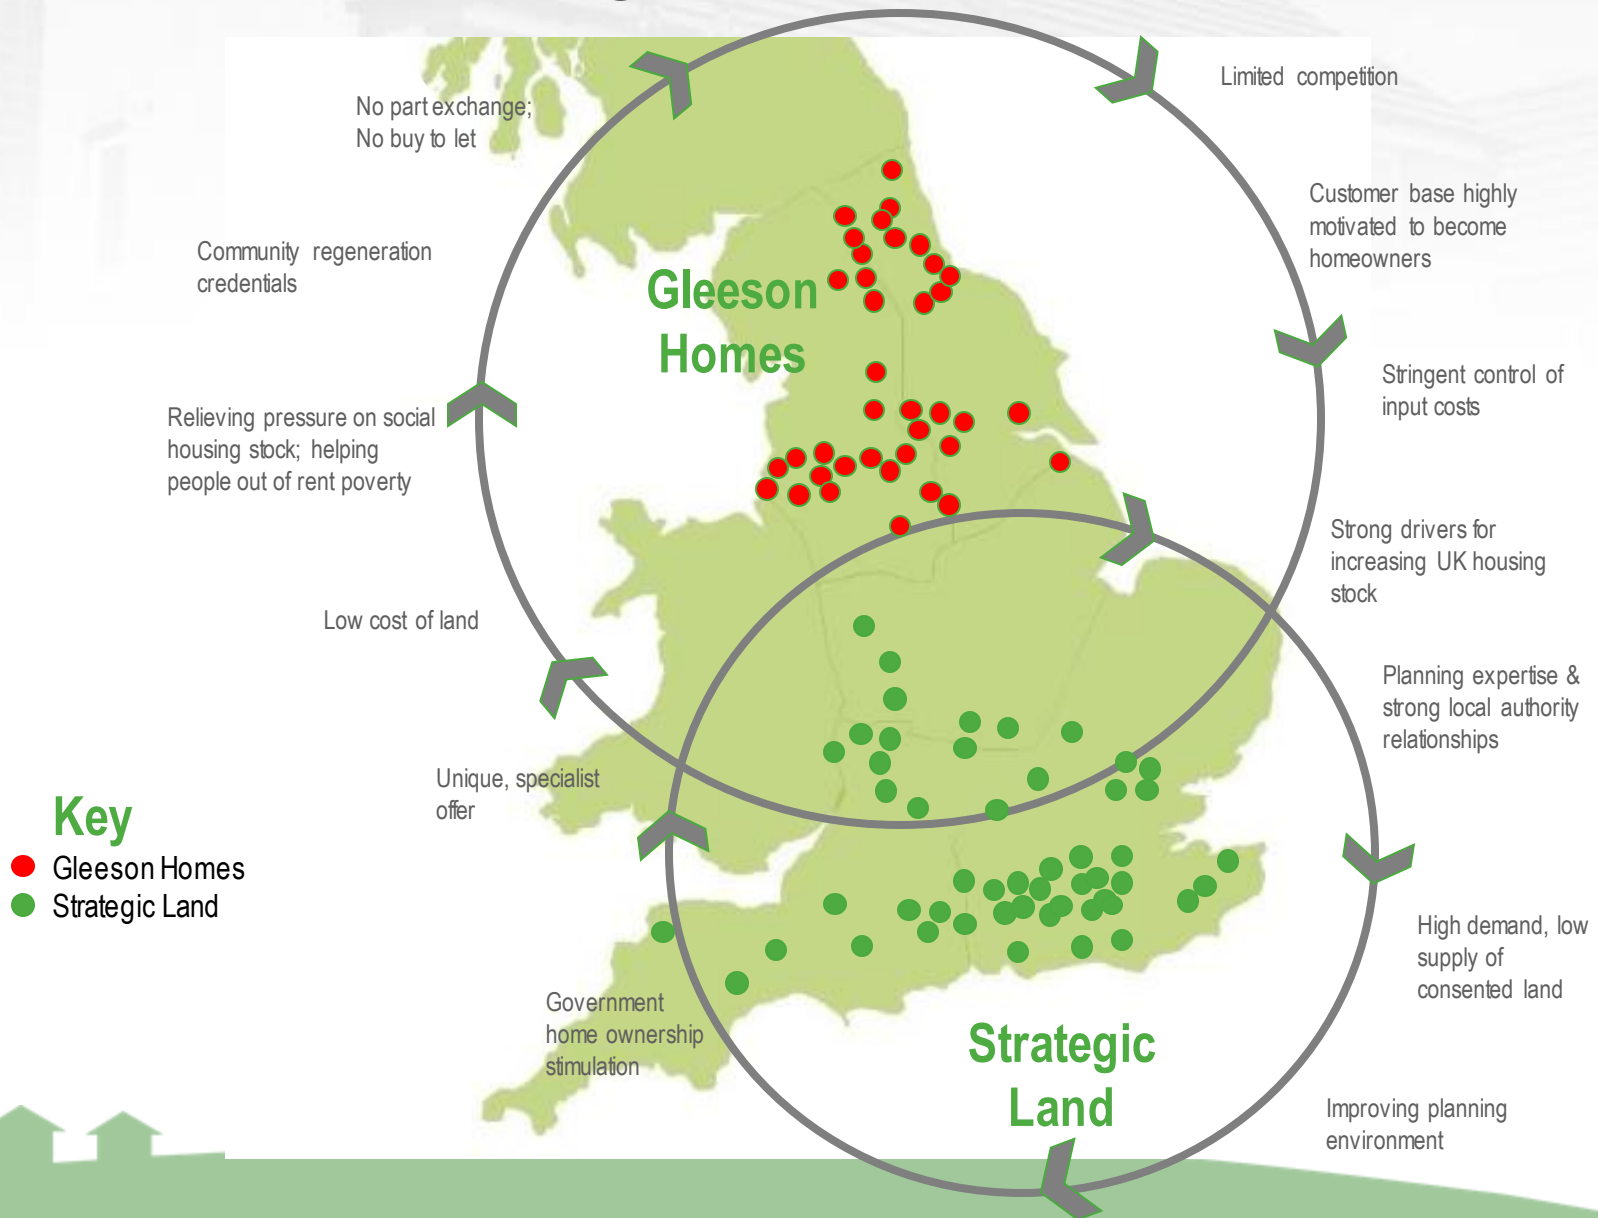 Limited competition
No part exchange;
No buy to let
Customer base highly
motivated to become
homeowners
Community regeneration
credentials
Gleeson
Homes
Stringent control of
input costs
Relieving pressure on social
housing stock; helping
people out of rent poverty
Strong drivers for
increasing UK housing
stock
Low cost of land
Planning expertise &
strong local authority
relationships
Unique, specialist
offer
Key
Gleeson Homes
Strategic Land
High demand, low
supply of
consented land
Government
home ownership
stimulation
Strategic
Land
Improving planning
environment